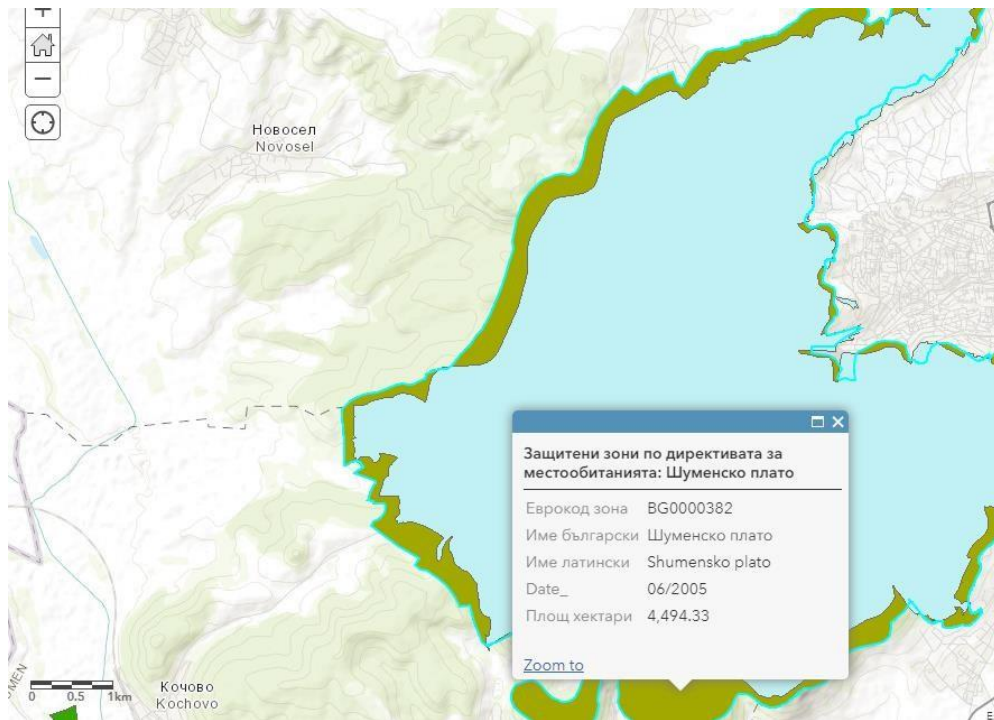 +
−
Новосел
Novosel
Защитени зони по директивата за
местообитанията: Шуменско плато
Еврокод зона BG0000382
Име български Шуменско плато
Име латински Shumensko plato
Date_ 06/2005
Площ хектари 4,494.33
Zoom to
MEN
0 0.5 1km
Кочово
Kochovo